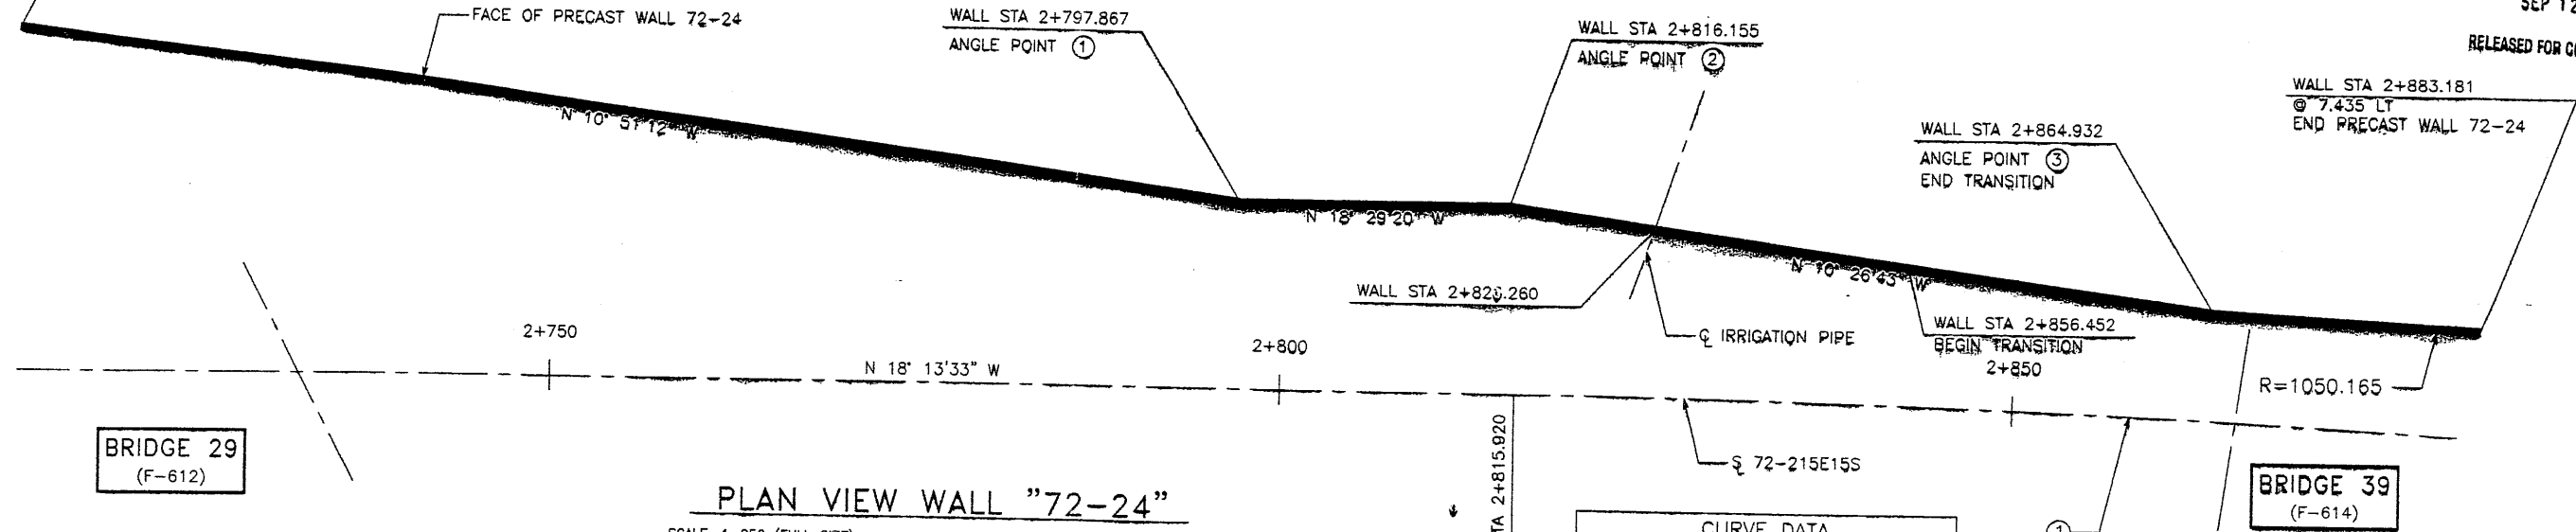 SEP 12
RELEASED FOR
FACE OF PRECAST WALL 72-24
WALL STA 2+797.867
ANGLE POINT 1
WALL STA 2+816.155
ANGLE POINT 2
WALL STA 2+883.181
@ 7.435 LT
END PRECAST WALL 72-24
WALL STA 2+864.932
ANGLE POINT 3
END TRANSITION
N 10° 51'12" W
N 18° 29'20" W
N 10° 26'43" W
WALL STA
IRRIGATION PIPE
WALL STA 2+856.452
BEGIN TRANSITION
2+750
2+800
2+850
N 18° 13'33" W
R=1050.165
BRIDGE 29
(F-612)
72-215E15S
2+815.920
BRIDGE 39
(F-614)
PLAN VIEW WALL "72-24"
CURVE DATA
1